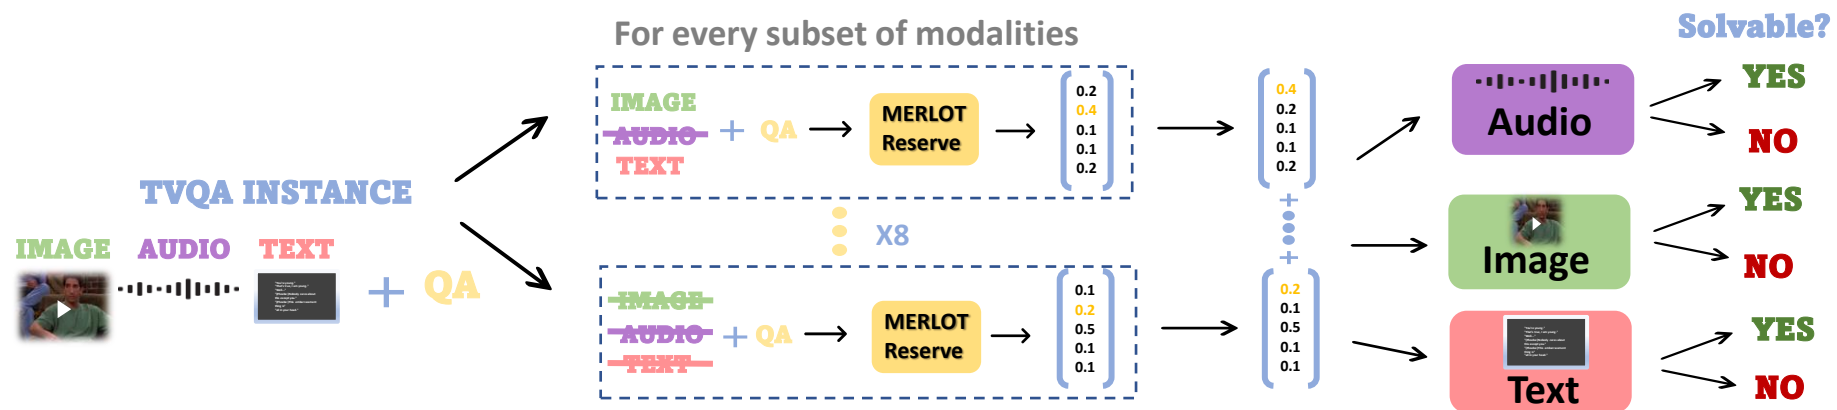 For every subset of modalities
Solvable?
TVQA INSTANCE
IMAGE AUDIO TEXT
+ QA
IMAGE
AUDIO
TEXT
+ QA
MERLOT
Reserve
0.2
0.4
0.1
0.1
0.2
X8
IMAGE
AUDIO
TEXT
+ QA
MERLOT
Reserve
0.1
0.2
0.5
0.1
0.1
0.4
0.2
0.1
0.1
0.2
+
+
0.2
0.1
0.5
0.1
0.1
Audio
YES
NO
Image
YES
NO
Text
YES
NO